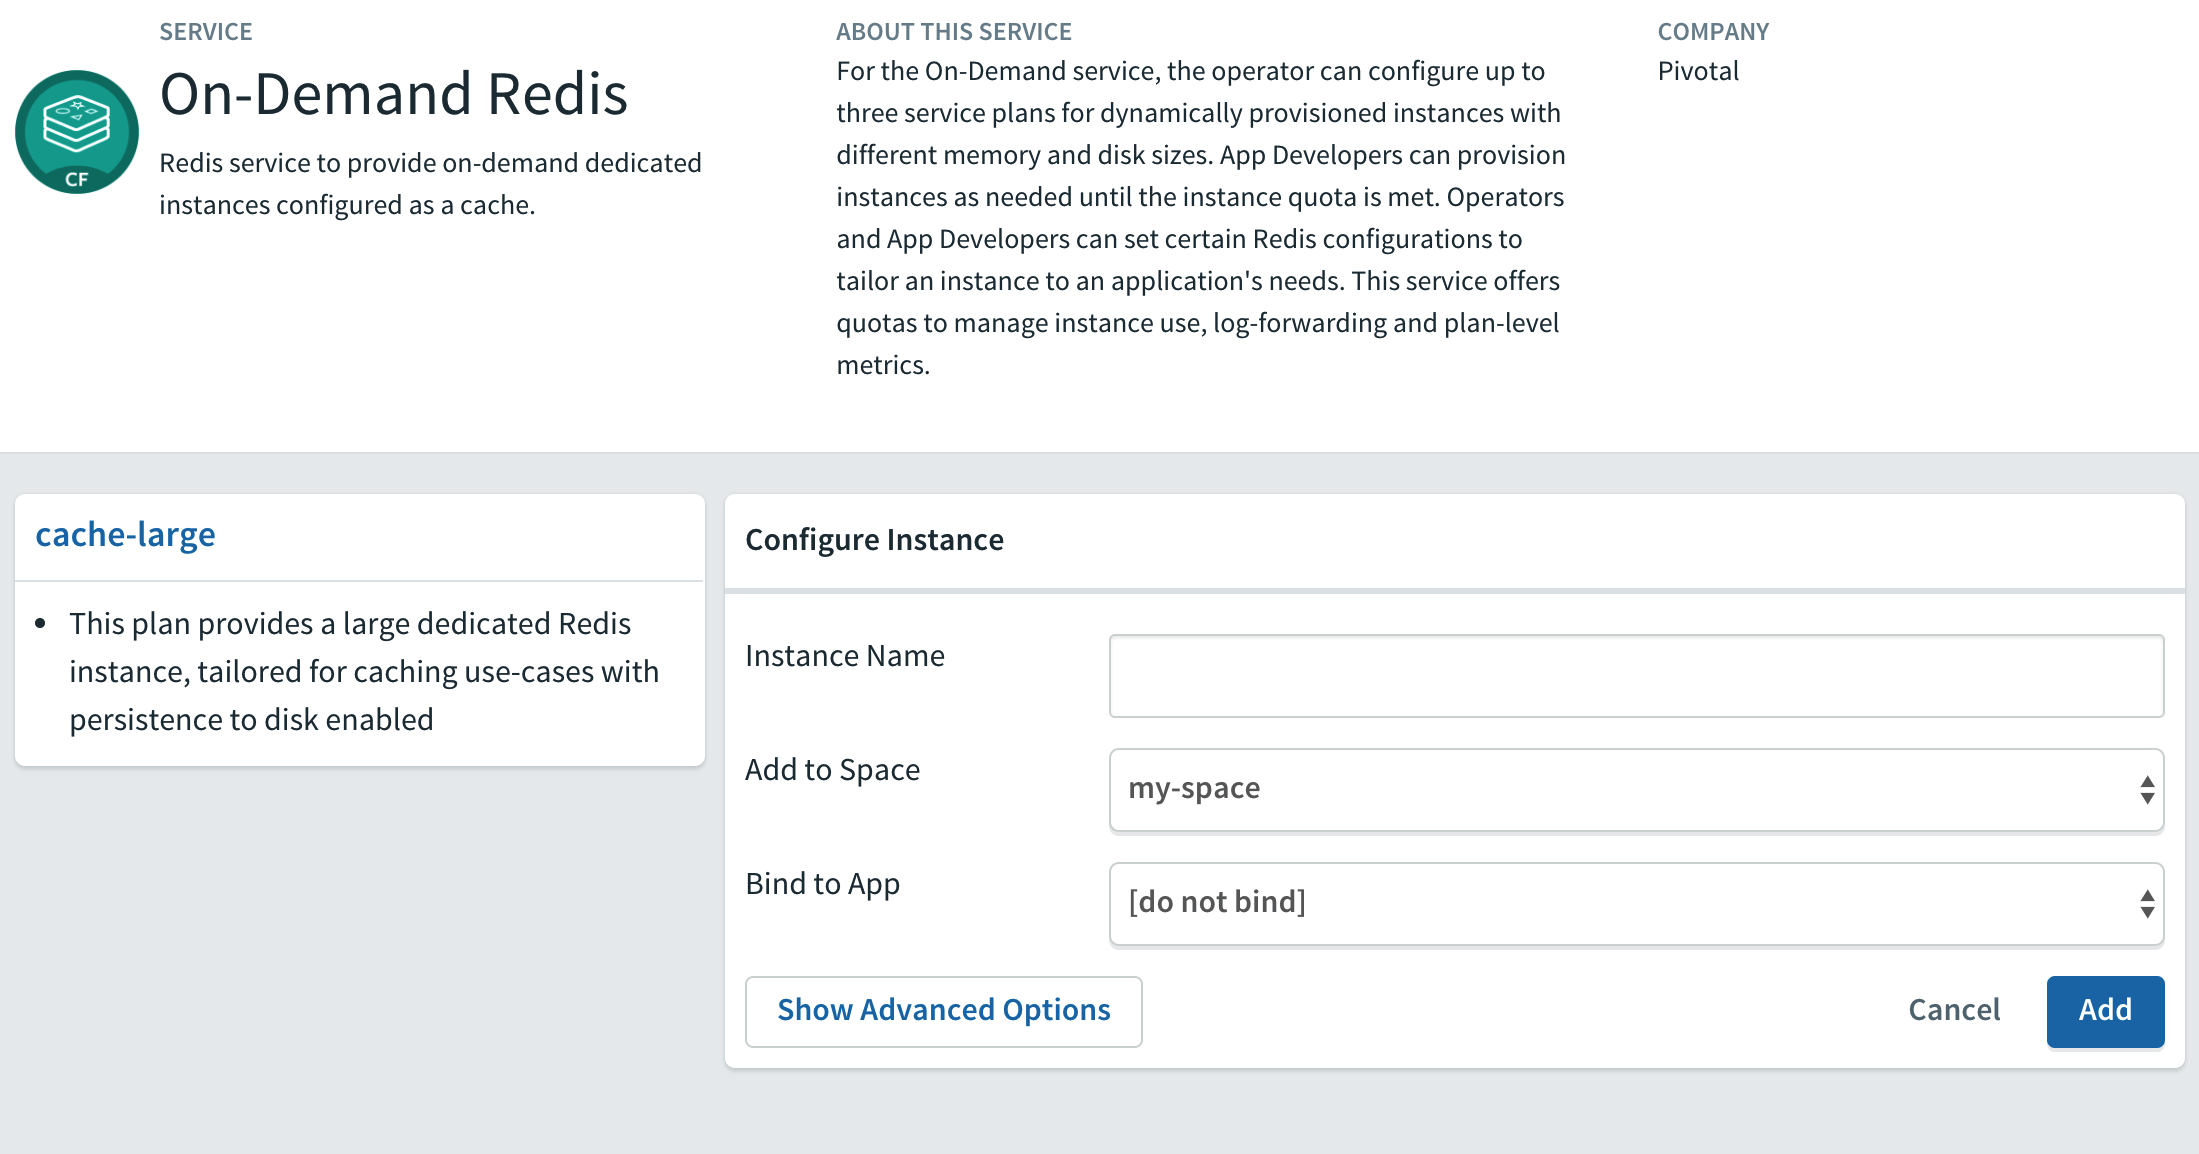 SERVICE
On-Demand Redis
Redis service to provide on-demand dedicated
instances configured as a cache.
CF
ABOUT THIS SERVICE
For the On-Demand service, the operator can configure up to
three service plans for dynamically provisioned instances with
different memory and disk sizes. App Developers can provision
instances as needed until the instance quota is met. Operators
and App Developers can set certain Redis configurations to
tailor an instance to an application's needs. This service offers
quotas to manage instance use, log-forwarding and plan-level
metrics.
COMPANY
Pivotal
cache-large
• This plan provides a large dedicated Redis
instance, tailored for caching use-cases with
persistence to disk enabled
Configure Instance
Instance Name
Add to Space
my-space
Bind to App
[do not bind]
Show Advanced Options
Cancel
Add